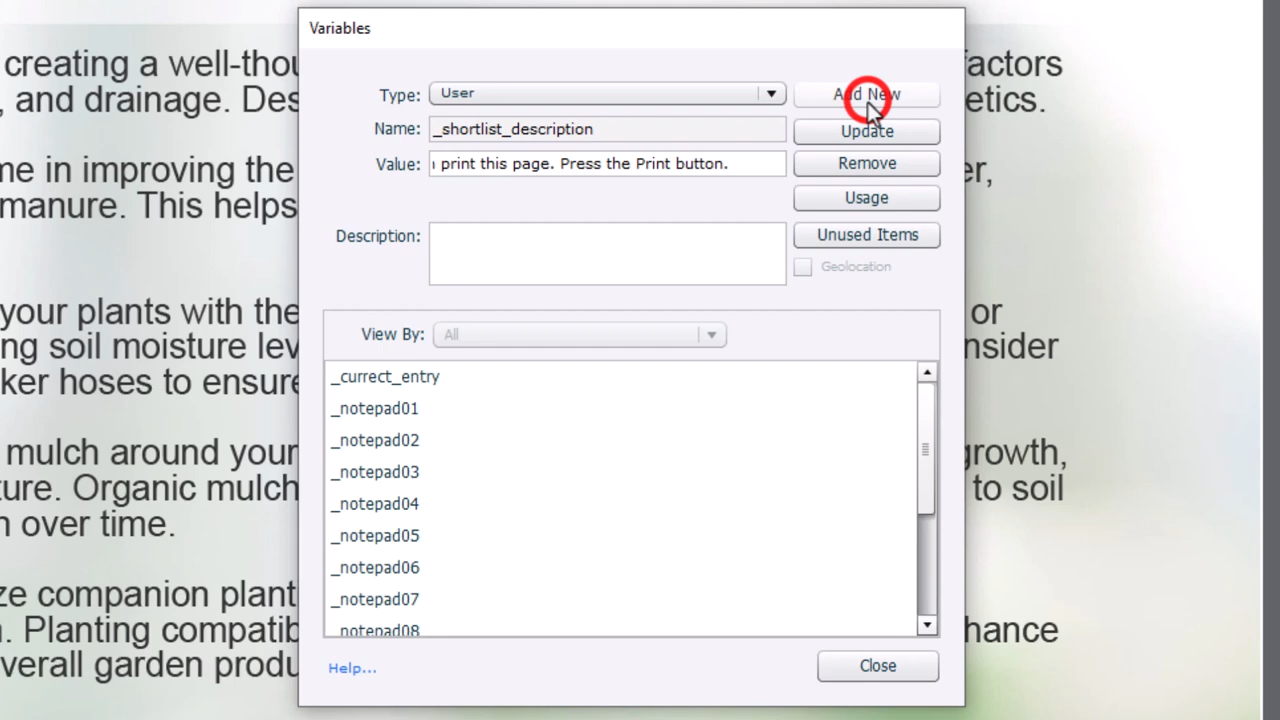 Variables
Type: User Add New
Name: _shortlist_description Update
Value: print this page. Press the Print button. Remove
Usage
Description: Unused Items
Geolocation
View By: All
_currect_entry
_notepad01
_notepad02
_notepad03
_notepad04
_notepad05
_notepad06
_notepad07
_notepad08
Help...
Close
creating a well-thou factors
, and drainage. Des etics.
me in improving the er,
manure. This helps
your plants with the or
ng soil moisture lev nsider
ker hoses to ensure
mulch around your growth,
ture. Organic mulch to soil
n over time.
ze companion plant
. Planting compatib hance
verall garden produ